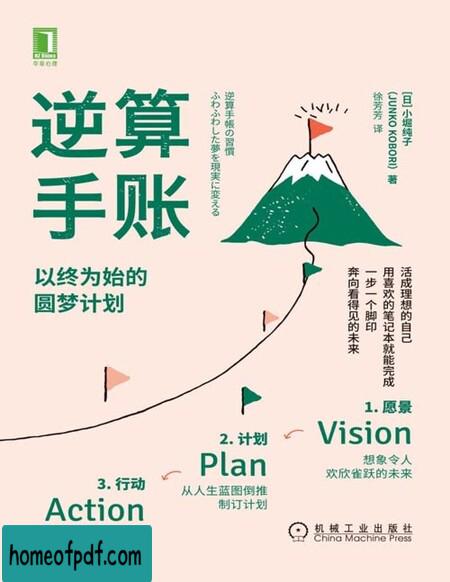 华章心理
逆算
手账
以终为始的
圆梦计划
逆算手帳の習慣
ふわふわした夢を現実に変える
[日]小堀纯子
(JUNKO KOBORI) 著
徐芳芳 译
活成理想的自己
用喜欢的笔记本就能完成
一步一个脚印
奔向看得见的未来
1. 愿景
Vision
想象令人
欢欣雀跃的未来
2. 计划
Plan
从人生蓝图倒推
制订计划
3. 行动
Action
homeofpdf.com
机械工业出版社
China Machine Press